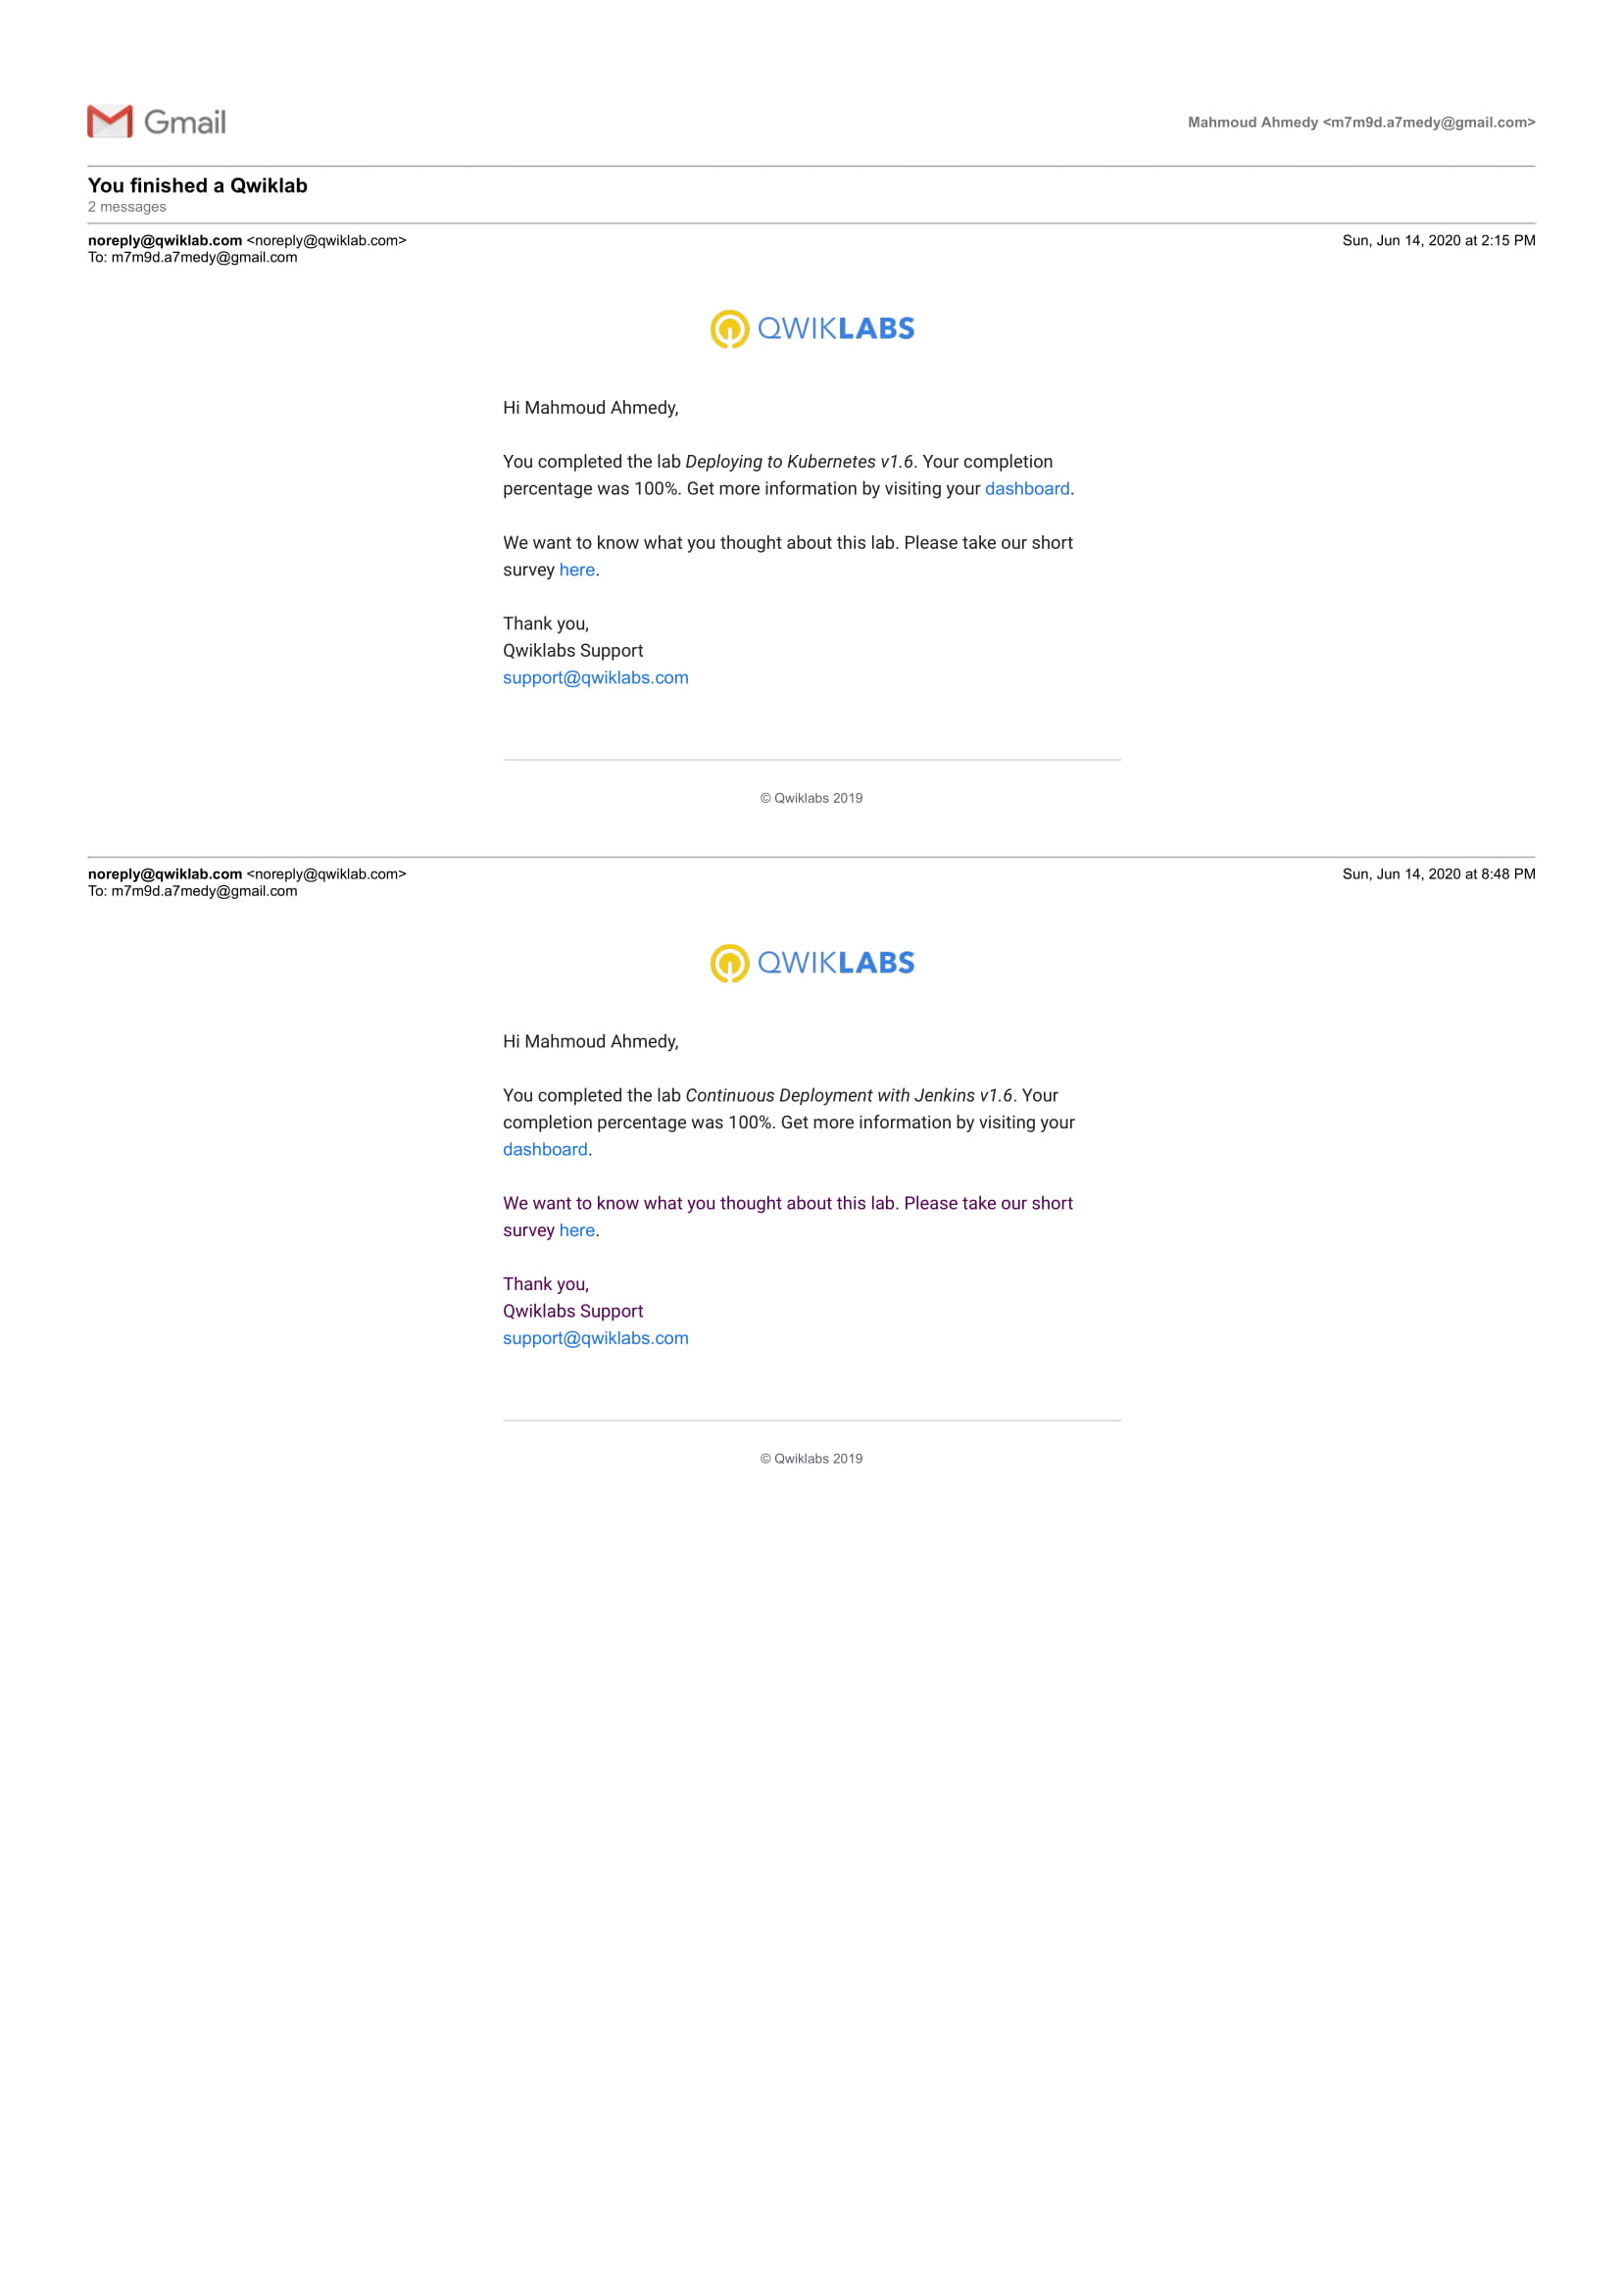 Gmail
Mahmoud Ahmedy <m7m9d.a7medy@gmail.com>
You finished a Qwiklab
2 messages
noreply@qwiklab.com <noreply@qwiklab.com>
Sun, Jun 14, 2020 at 2:15 PM
To: m7m9d.a7medy@gmail.com
QWIKLABS
Hi Mahmoud Ahmedy,
You completed the lab Deploying to Kubernetes v1.6. Your completion
percentage was 100%. Get more information by visiting your dashboard.
We want to know what you thought about this lab. Please take our short
survey here.
Thank you,
Qwiklabs Support
support@qwiklabs.com
© Qwiklabs 2019
noreply@qwiklab.com <noreply@qwiklab.com>
Sun, Jun 14, 2020 at 8:48 PM
To: m7m9d.a7medy@gmail.com
QWIKLABS
Hi Mahmoud Ahmedy,
You completed the lab Continuous Deployment with Jenkins v1.6. Your
completion percentage was 100%. Get more information by visiting your
dashboard.
We want to know what you thought about this lab. Please take our short
survey here.
Thank you,
Qwiklabs Support
support@qwiklabs.com
© Qwiklabs 2019